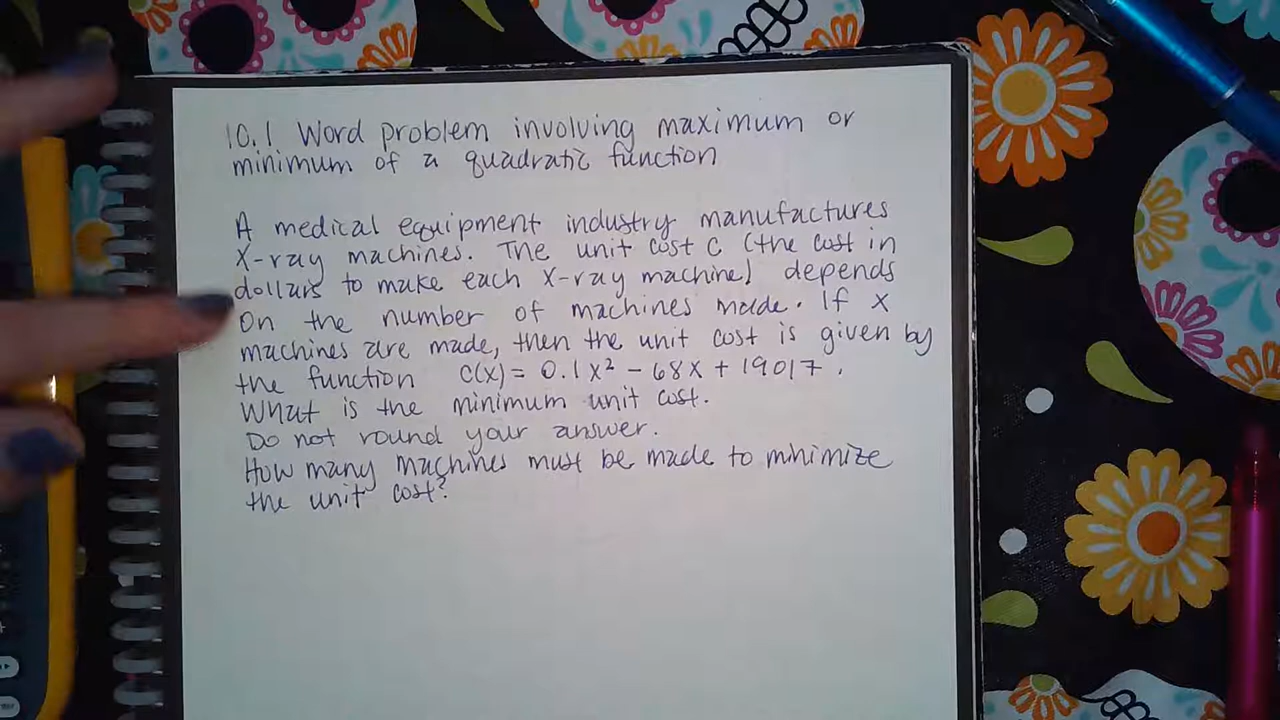 10.1 Word problem involving maximum or
minimum of a quadratic function
A medical equipment industry manufactures
X-ray machines. The unit cost C (the cost in
dollars to make each X-ray machine) depends
On the number of machines made. If x
machines are made, then the unit cost is given by
the function C(x) = 0.1x² - 68x + 19017.
What is the minimum unit cost.
Do not round your answer.
How many machines must be made to minimize
the unit cost?